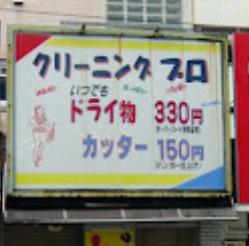 クリーニング プロ
いつでも
ドライ物 330円
カッター 150円